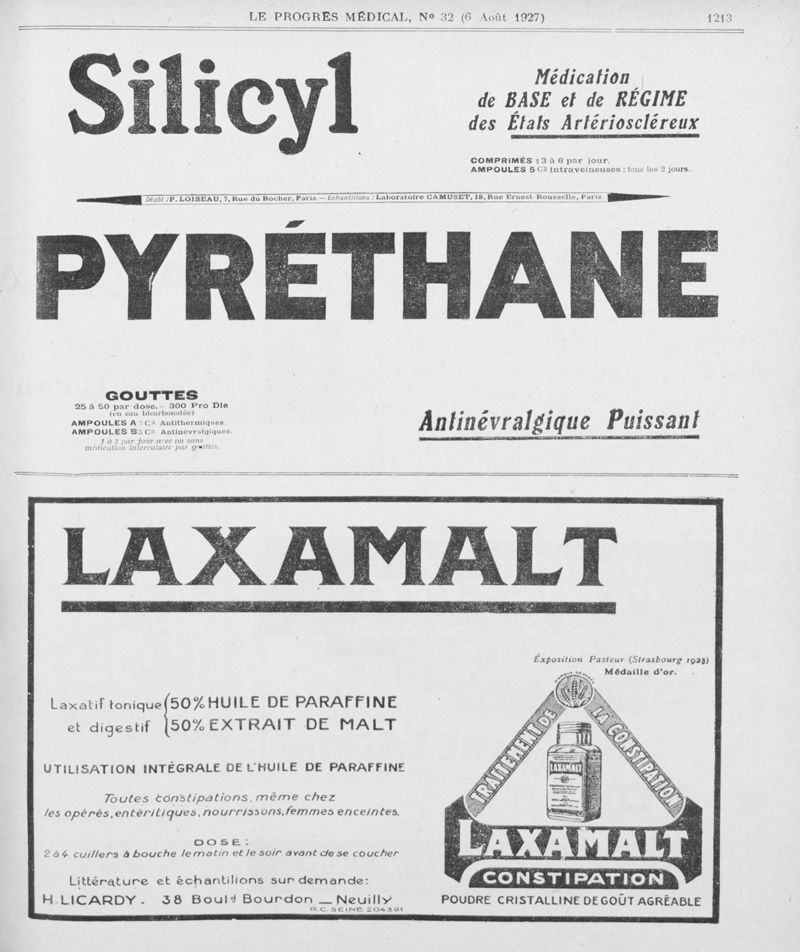 LE PROGRÈS MÉDICAL, No 32 (6 Août 1927) 1213
Silicyl
Médication
de BASE et de RÉGIME
des États Artérioscléreux
COMPRIMÉS : 3 à 6 par jour.
AMPOULES 5 C3 intraveineuses : tous les 2 jours.
Dépôt : P. LOISEAU, 7, Rue du Rocher, Paris. — Échantillons : Laboratoire CAMUSET, 18, Rue Ernest-Rousselle, Paris.
PYRÉTHANE
GOUTTES
25 à 50 par dose. — 300 Pro Die
(en eau bicarbonatée)
AMPOULES A C3 Antithermiques.
AMPOULES B 5 C3 Antinévralgiques.
1 à 2 par jour avec ou sans
médication intercalaire par gouttes.
Antinévralgique Puissant
LAXAMALT
Laxatif tonique et digestif
50% HUILE DE PARAFFINE
50% EXTRAIT DE MALT
UTILISATION INTÉGRALE DE L'HUILE DE PARAFFINE
Toutes constipations, même chez
les opérés, entéritiques, nourrissons, femmes enceintes.
DOSE :
2 à 4 cuillers à bouche le matin et le soir avant de se coucher
Littérature et échantillons sur demande :
H. LICARDY. 38 Bould Bourdon — Neuilly
R.C. SEINE 204361
Exposition Pasteur (Strasbourg 1923)
Médaille d'or.
TRAITEMENT DE LA CONSTIPATION
LAXAMALT
LAXAMALT
CONSTIPATION
POUDRE CRISTALLINE DE GOÛT AGRÉABLE